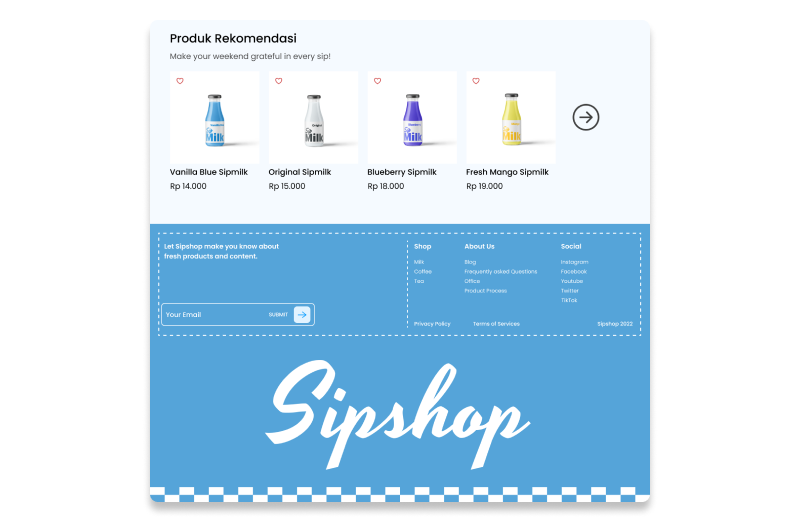 Produk Rekomendasi
Make your weekend grateful in every sip!
Milk
Milk
Milk
Milk
Vanilla Blue Sipmilk
Original Sipmilk
Blueberry Sipmilk
Fresh Mango Sipmilk
Rp 14.000
Rp 15.000
Rp 18.000
Rp 19.000
Let Sipshop make you know about
fresh products and content.
Your Email
SUBMIT
Shop
Milk
Coffee
Tea
About Us
Blog
Frequently asked Questions
Office
Product Process
Social
Instagram
Facebook
Youtube
Twitter
TikTok
Privacy Policy
Terms of Services
Sipshop 2022
Sipshop